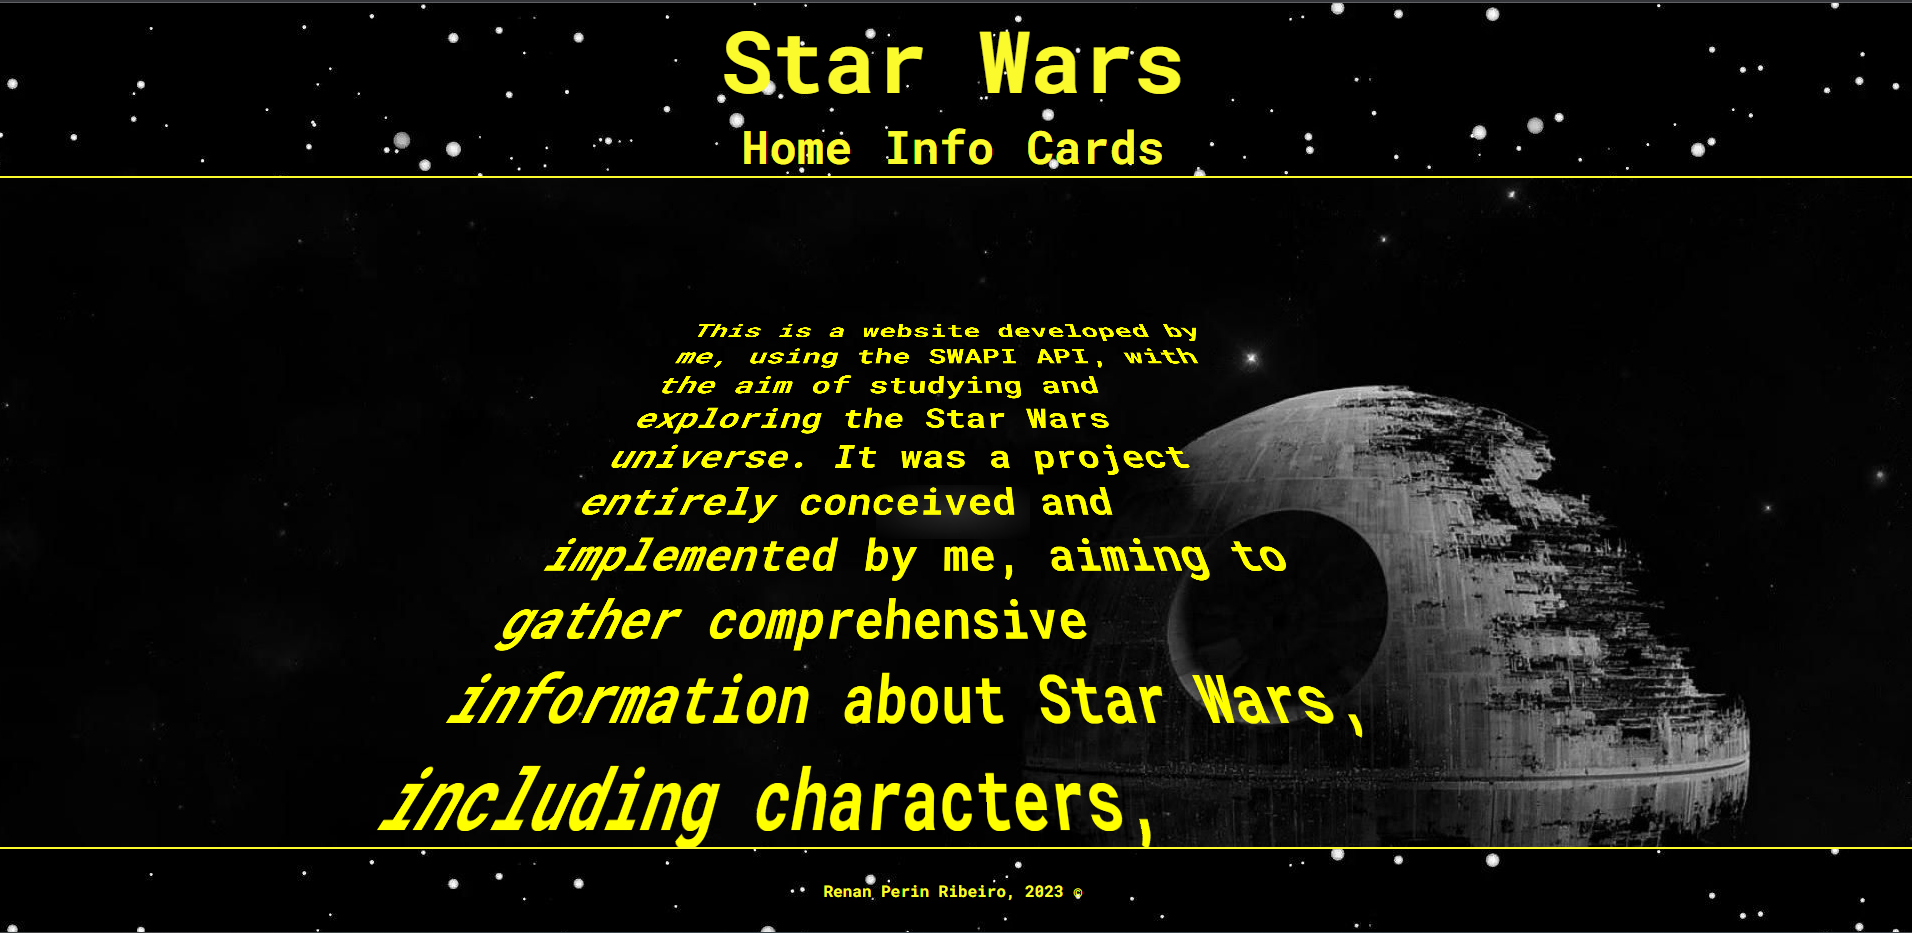 Star Wars
Home Info Cards
This is a website developed by
me, using the SWAPI API, with
the aim of studying and
exploring the Star Wars
universe. It was a project
entirely conceived and
implemented by me, aiming to
gather comprehensive
information about Star Wars,
including characters,
Renan Perin Ribeiro, 2023 ©